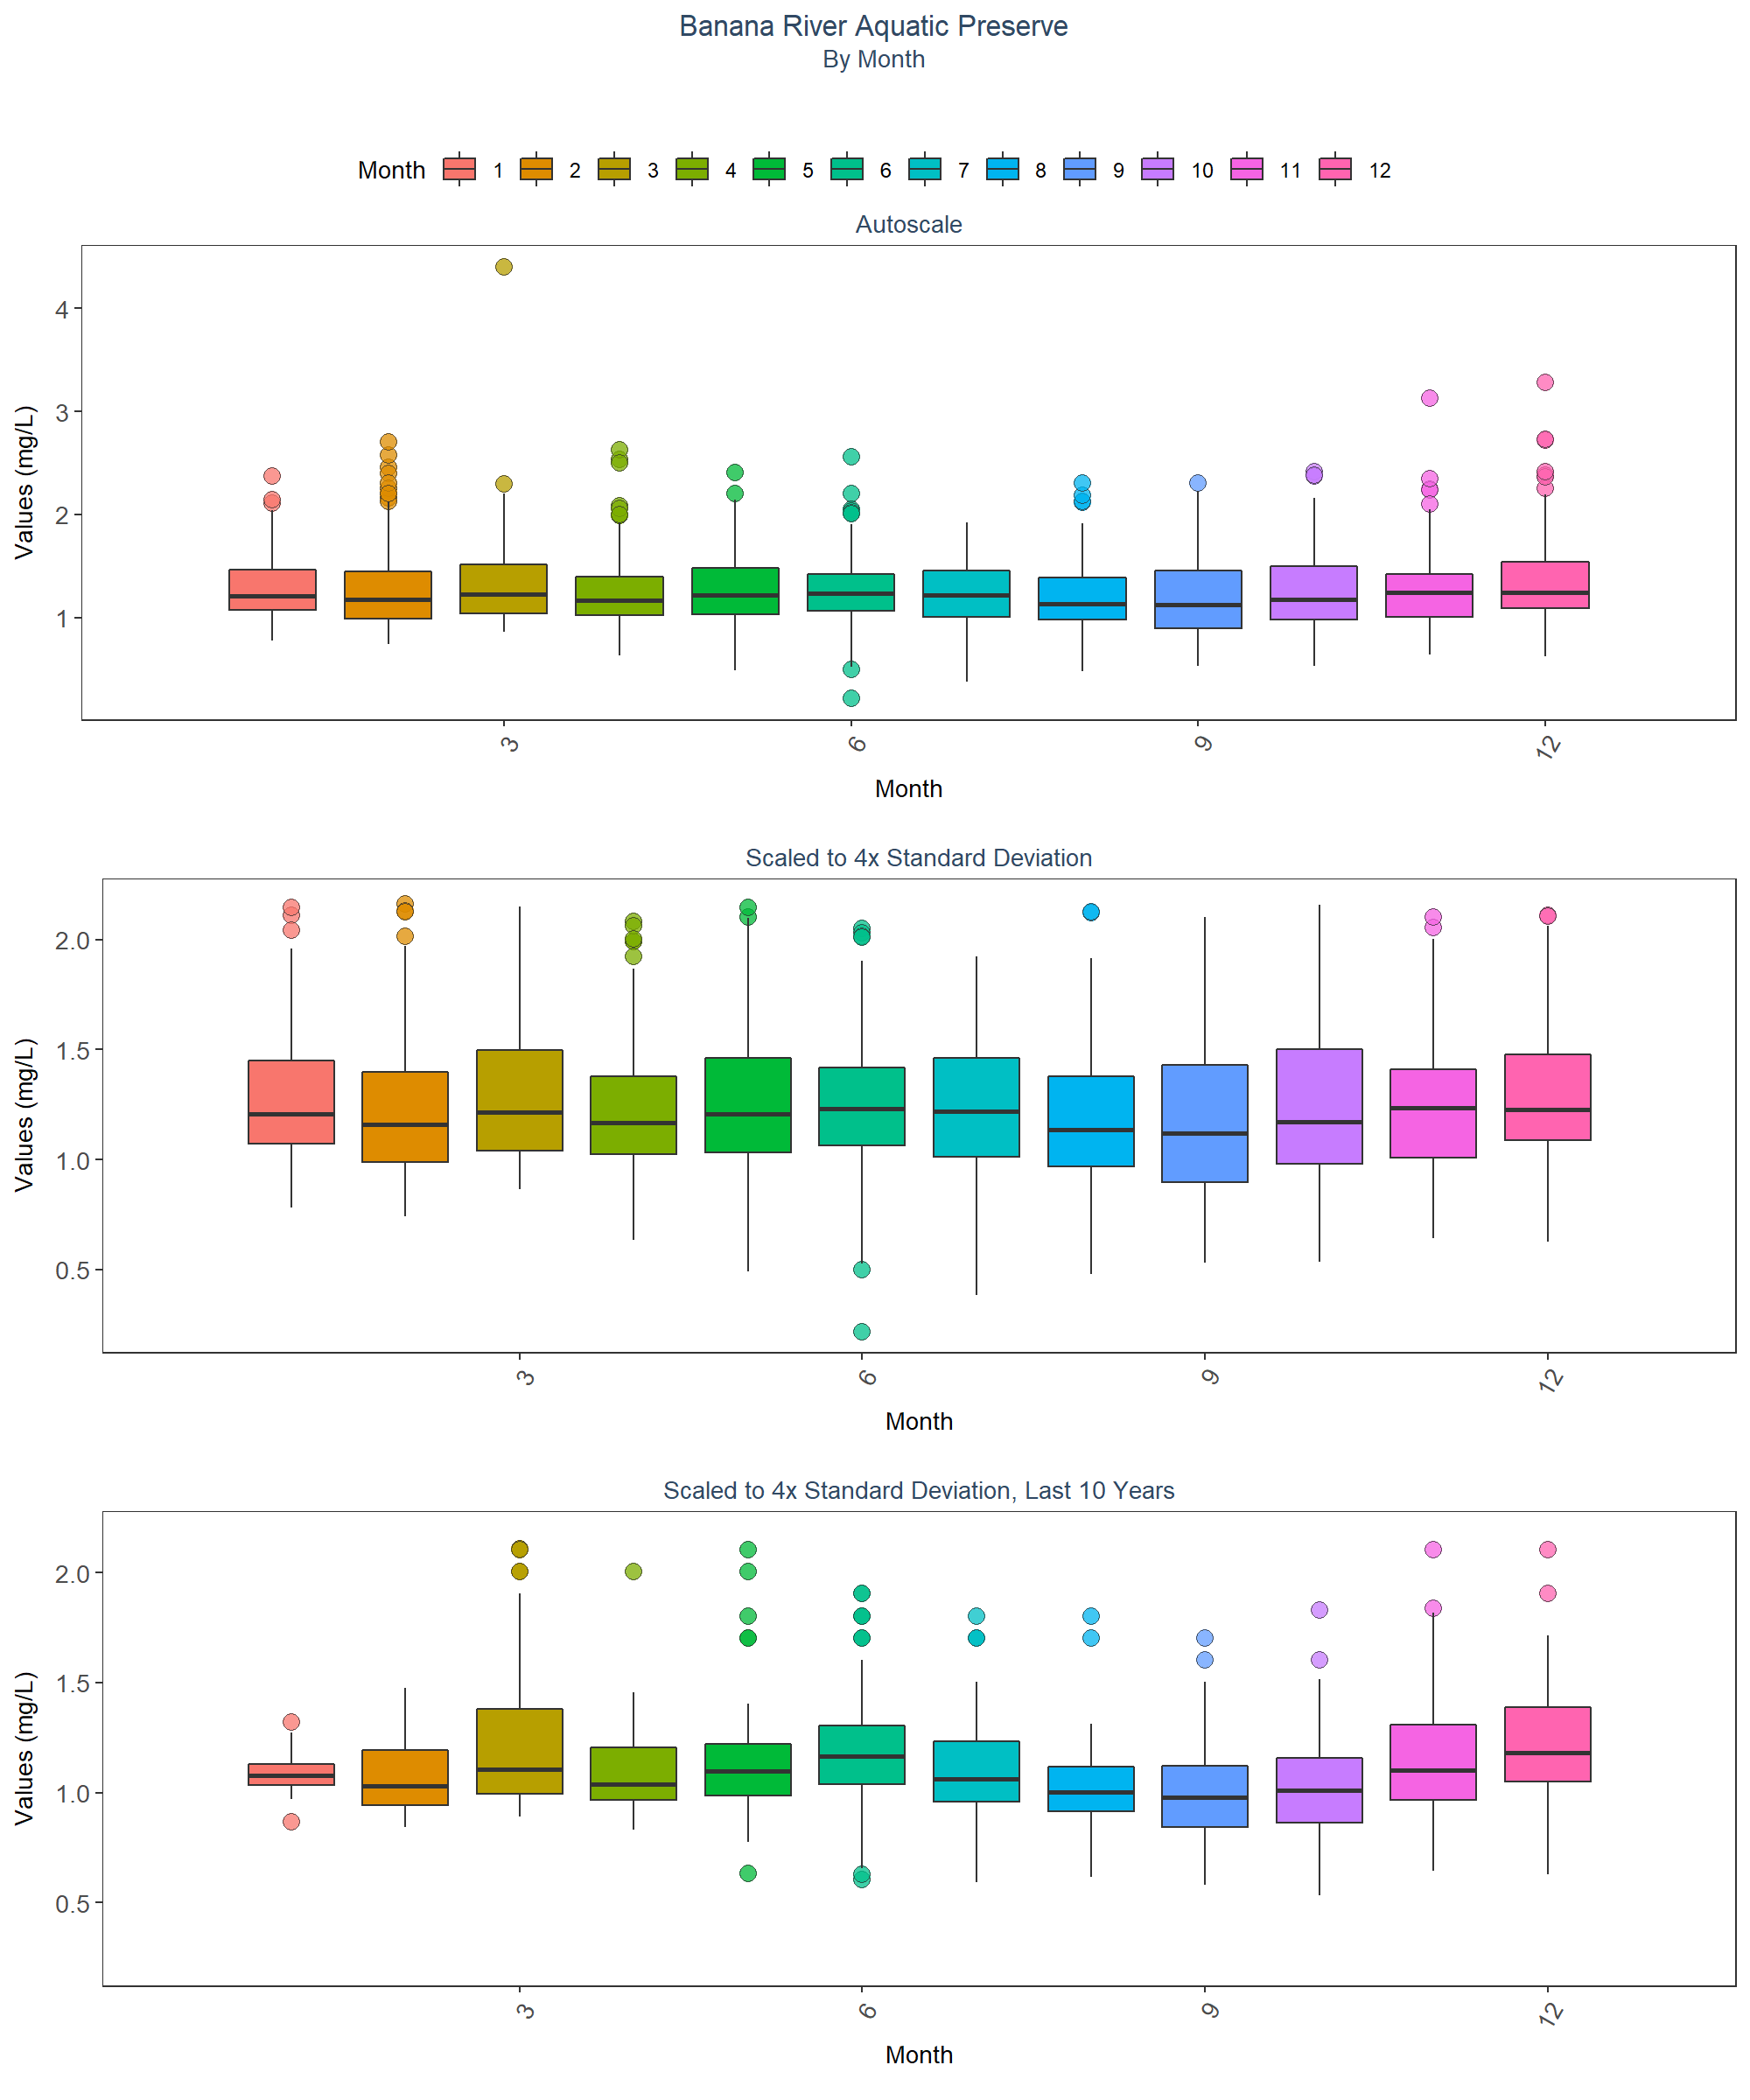 Banana River Aquatic Preserve
By Month
Month 1 2 3 4 5 6 7 8 9 10 11 12
Autoscale
Values (mg/L)
4
3
2
1
3 6 9 12
Month
Scaled to 4x Standard Deviation
Values (mg/L)
2.0
1.5
1.0
0.5
3 6 9 12
Month
Scaled to 4x Standard Deviation, Last 10 Years
Values (mg/L)
2.0
1.5
1.0
0.5
3 6 9 12
Month